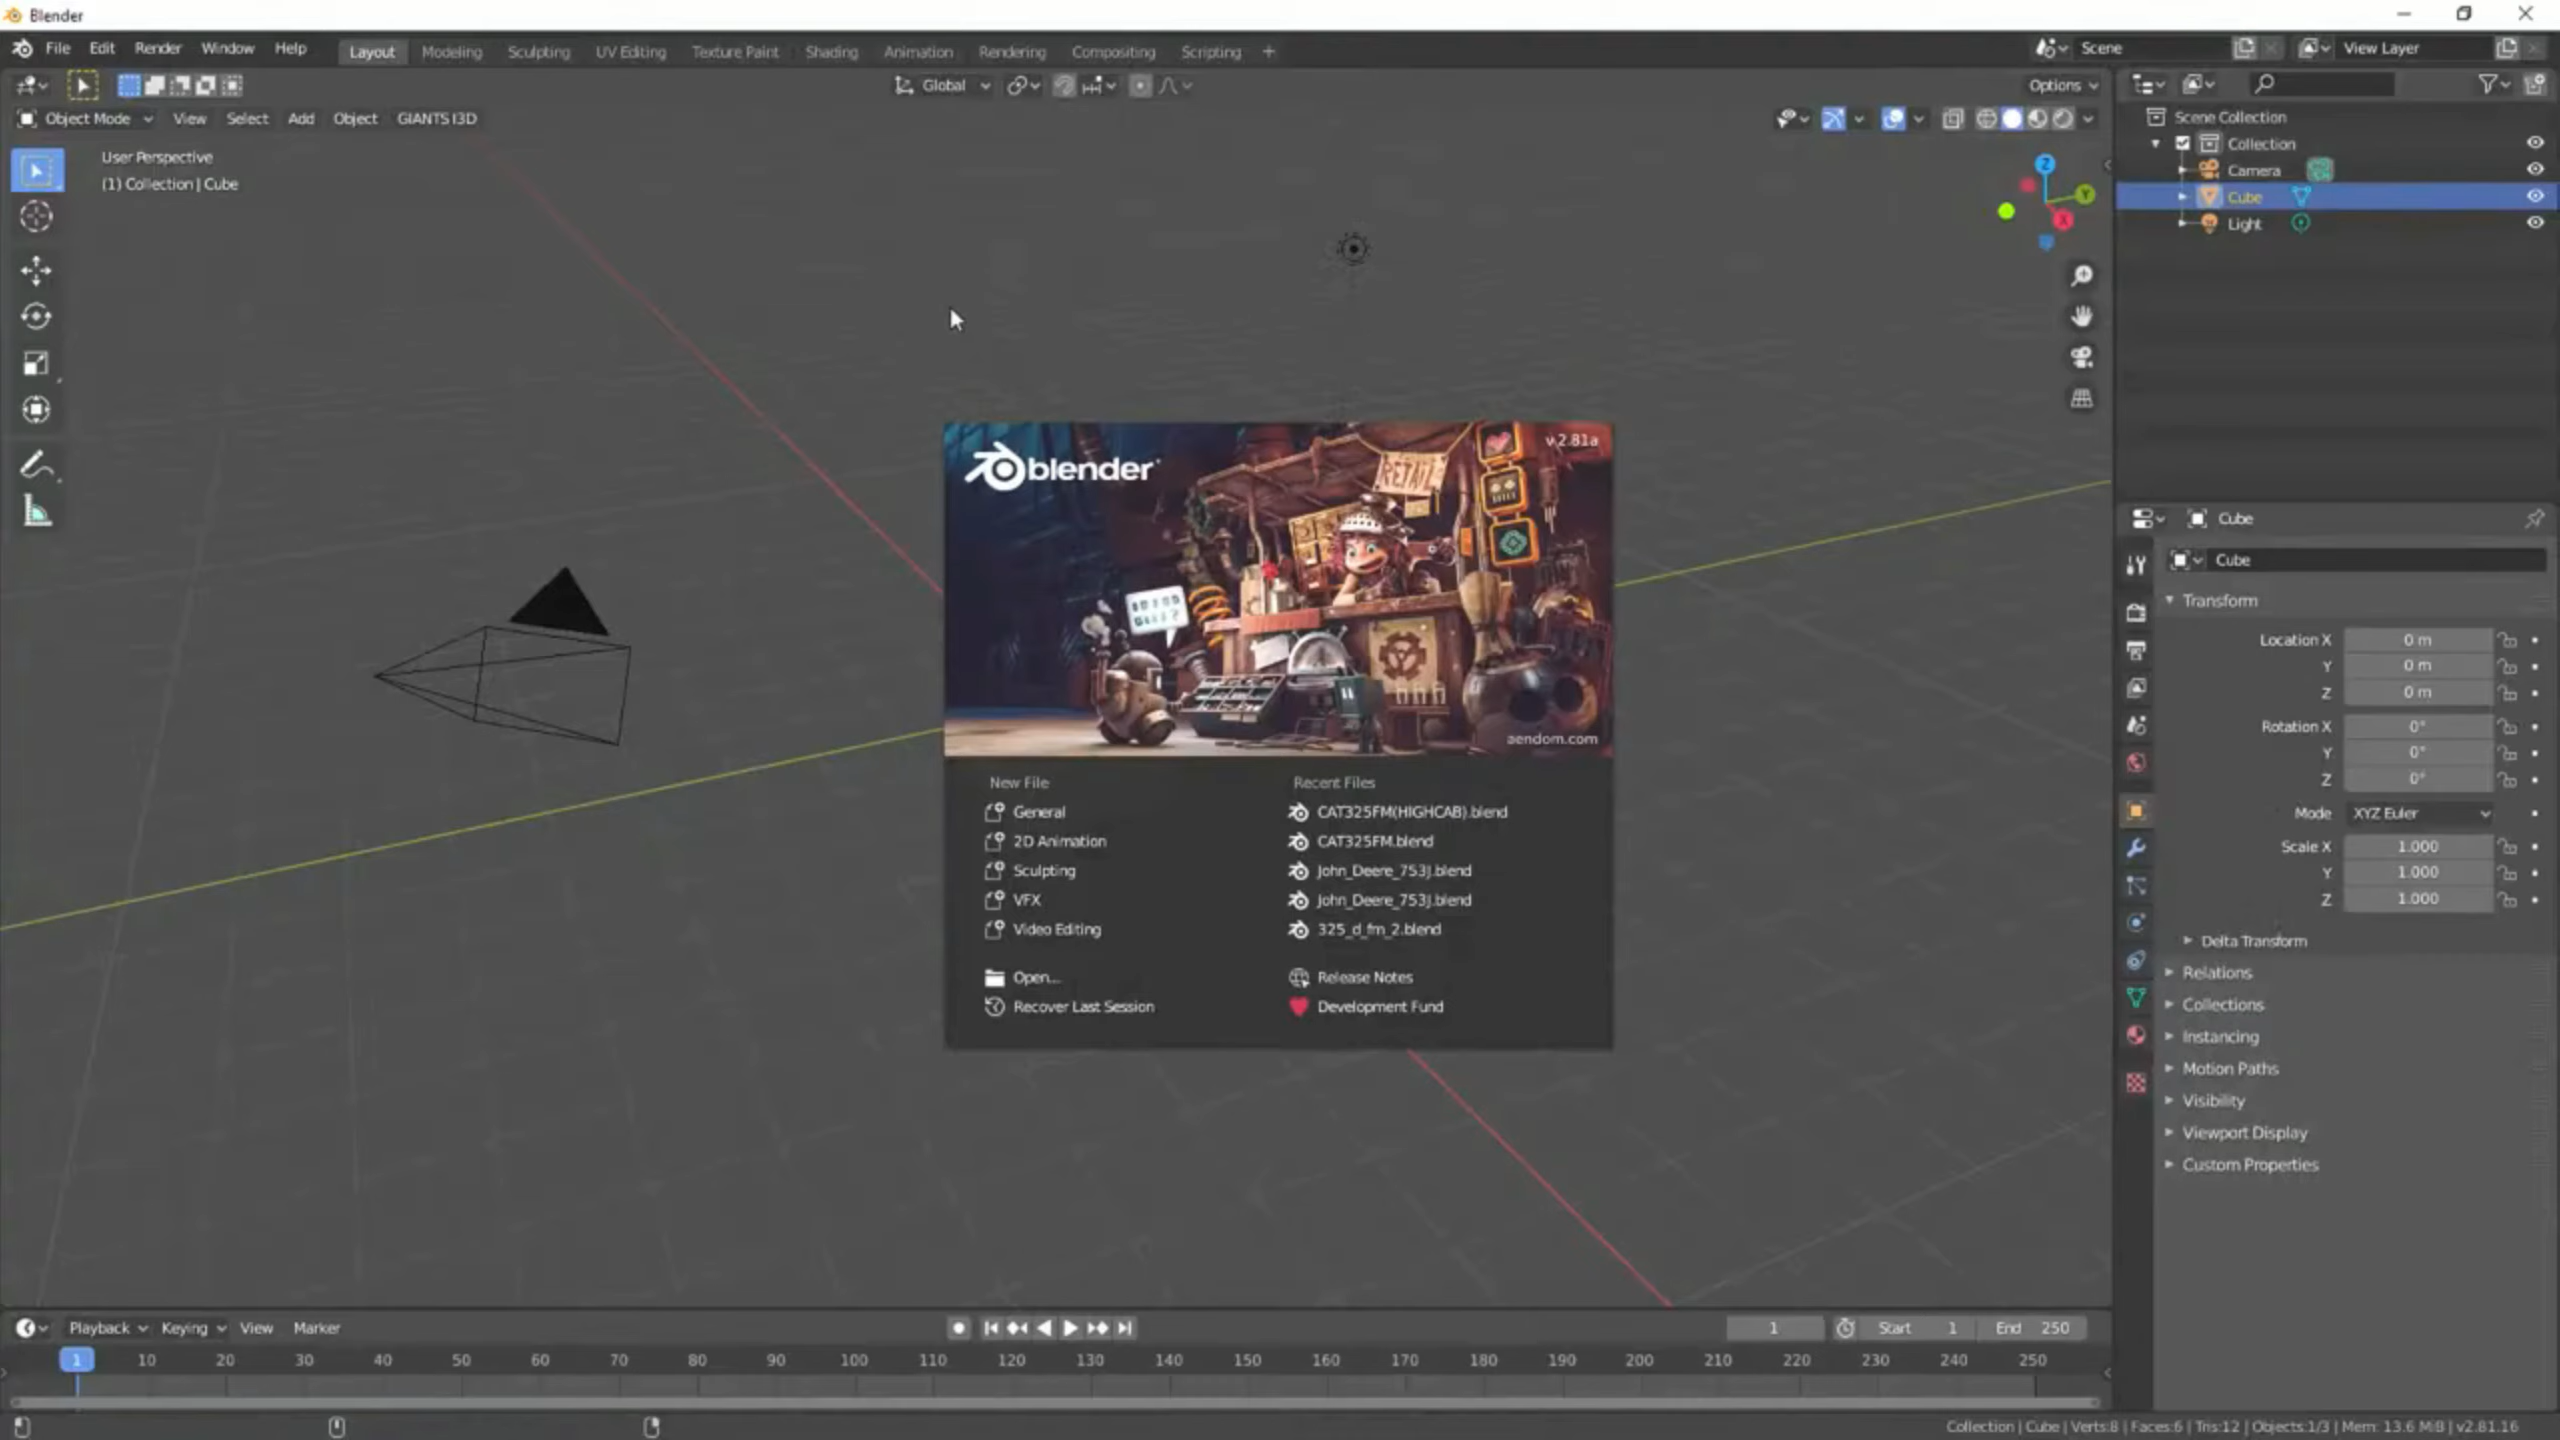 Blender
File Edit Render Window Help Layout Modeling Sculpting UV Editing Texture Paint Shading Animation Rendering Compositing Scripting + Scene View Layer
Global Options
Object Mode View Select Add Object GIANTS I3D
User Perspective
(1) Collection | Cube
Z
Y
X
Scene Collection
Collection
Camera
Cube
Light
blender
v2.81a
RETAIL
aendom.com
New File
General
2D Animation
Sculpting
VFX
Video Editing
Open...
Recover Last Session
Recent Files
CAT325FM(HIGHCAB).blend
CAT325FM.blend
John_Deere_753J.blend
John_Deere_753J.blend
325_d_fm_2.blend
Release Notes
Development Fund
Cube
Cube
Transform
Location X 0 m
Y 0 m
Z 0 m
Rotation X 0°
Y 0°
Z 0°
Mode XYZ Euler
Scale X 1.000
Y 1.000
Z 1.000
Delta Transform
Relations
Collections
Instancing
Motion Paths
Visibility
Viewport Display
Custom Properties
Playback Keying View Marker 1 Start 1 End 250
1 10 20 30 40 50 60 70 80 90 100 110 120 130 140 150 160 170 180 190 200 210 220 230 240 250
Collection | Cube | Verts:8 | Faces:6 | Tris:12 | Objects:1/3 | Mem: 13.6 MiB | v2.81.16